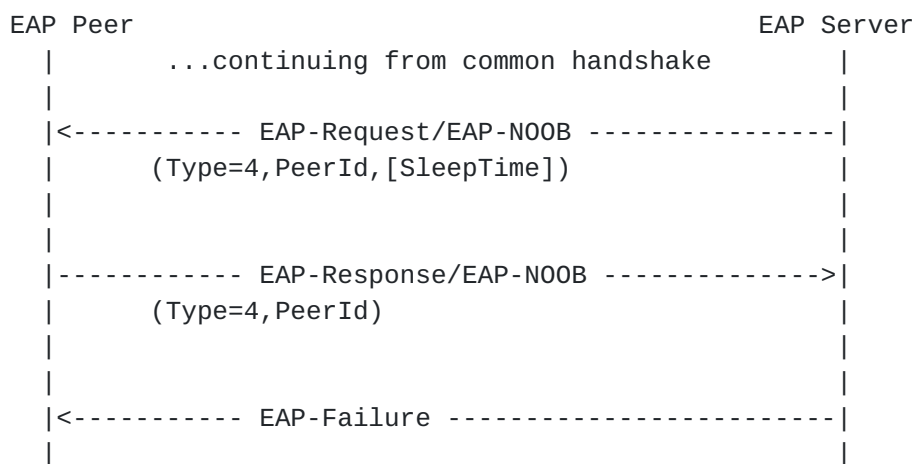 EAP Peer                                      EAP Server
  |       ...continuing from common handshake        |
  |                                                  |
  |<----------- EAP-Request/EAP-NOOB ----------------|
  |      (Type=4,PeerId,[SleepTime])                 |
  |                                                  |
  |                                                  |
  |------------ EAP-Response/EAP-NOOB -------------->|
  |      (Type=4,PeerId)                             |
  |                                                  |
  |                                                  |
  |<----------- EAP-Failure -------------------------|
  |                                                  |